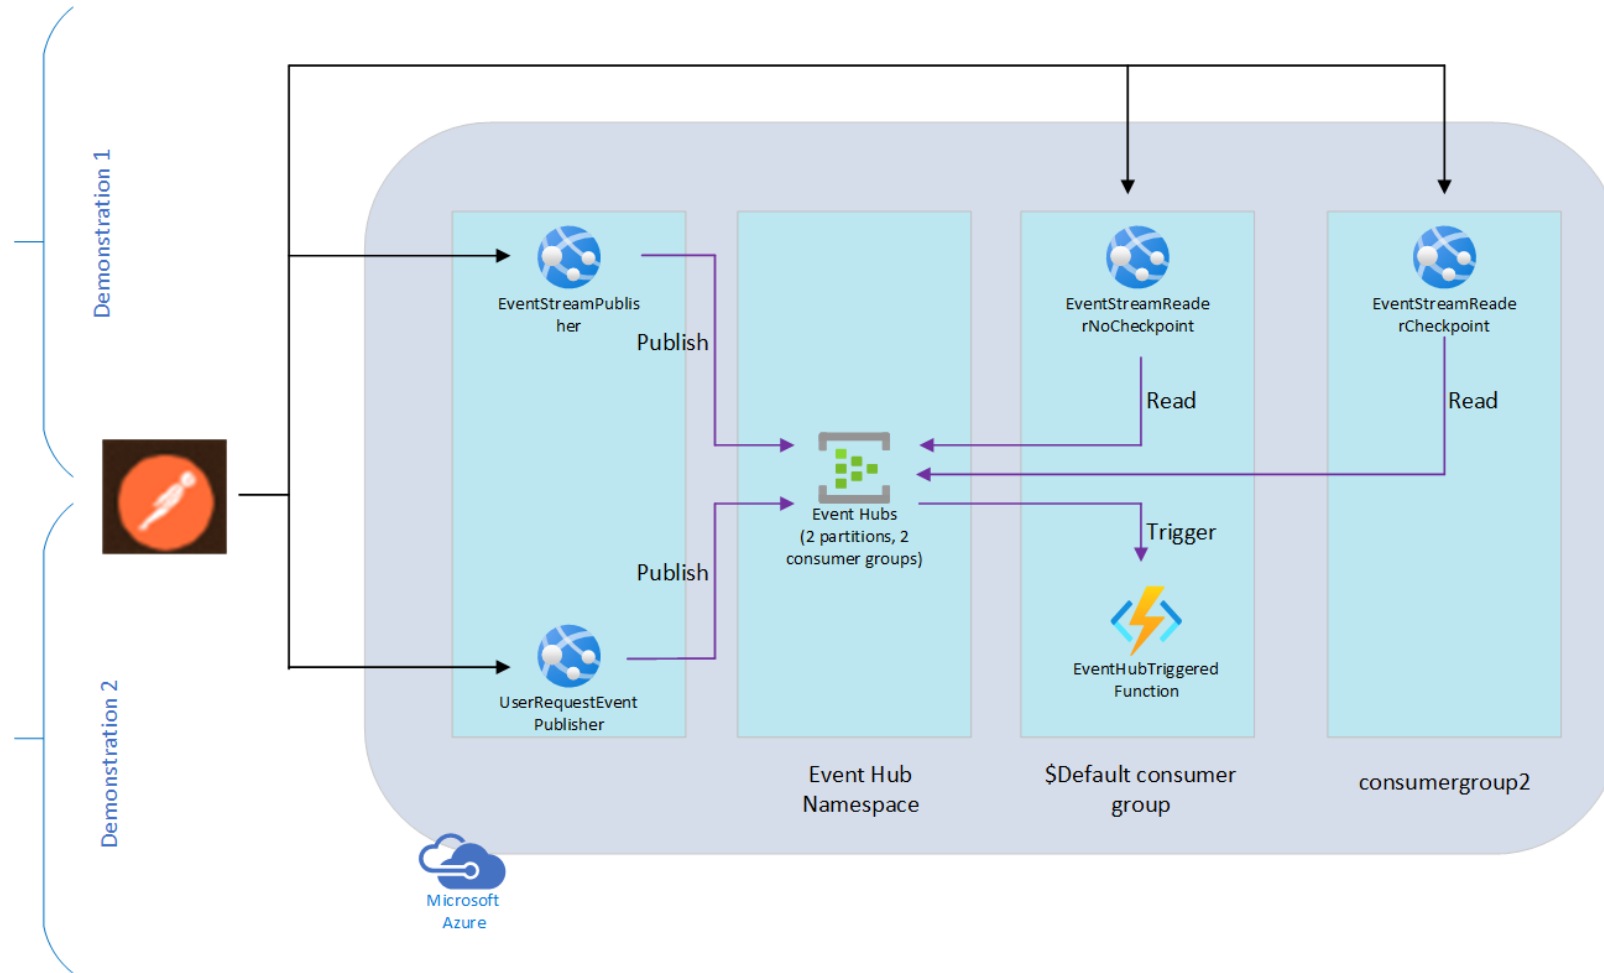 Demonstration 1
EventStreamPublis
her
EventStreamReade
rNoCheckpoint
EventStreamReade
rCheckpoint
Publish
Read
Read
Event Hubs
(2 partitions, 2
consumer groups)
Trigger
Publish
EventHubTriggered
Function
UserRequestEvent
Publisher
Demonstration 2
Event Hub
Namespace
$Default consumer
group
consumergroup2
Microsoft
Azure